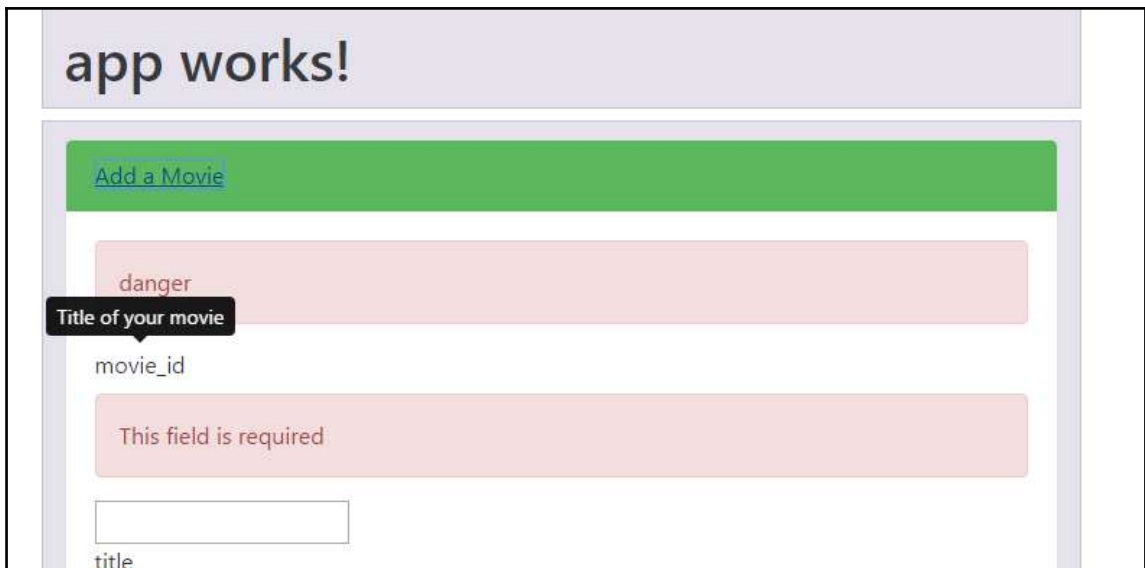 app works!
Add a Movie
danger
Title of your movie
movie_id
This field is required
title